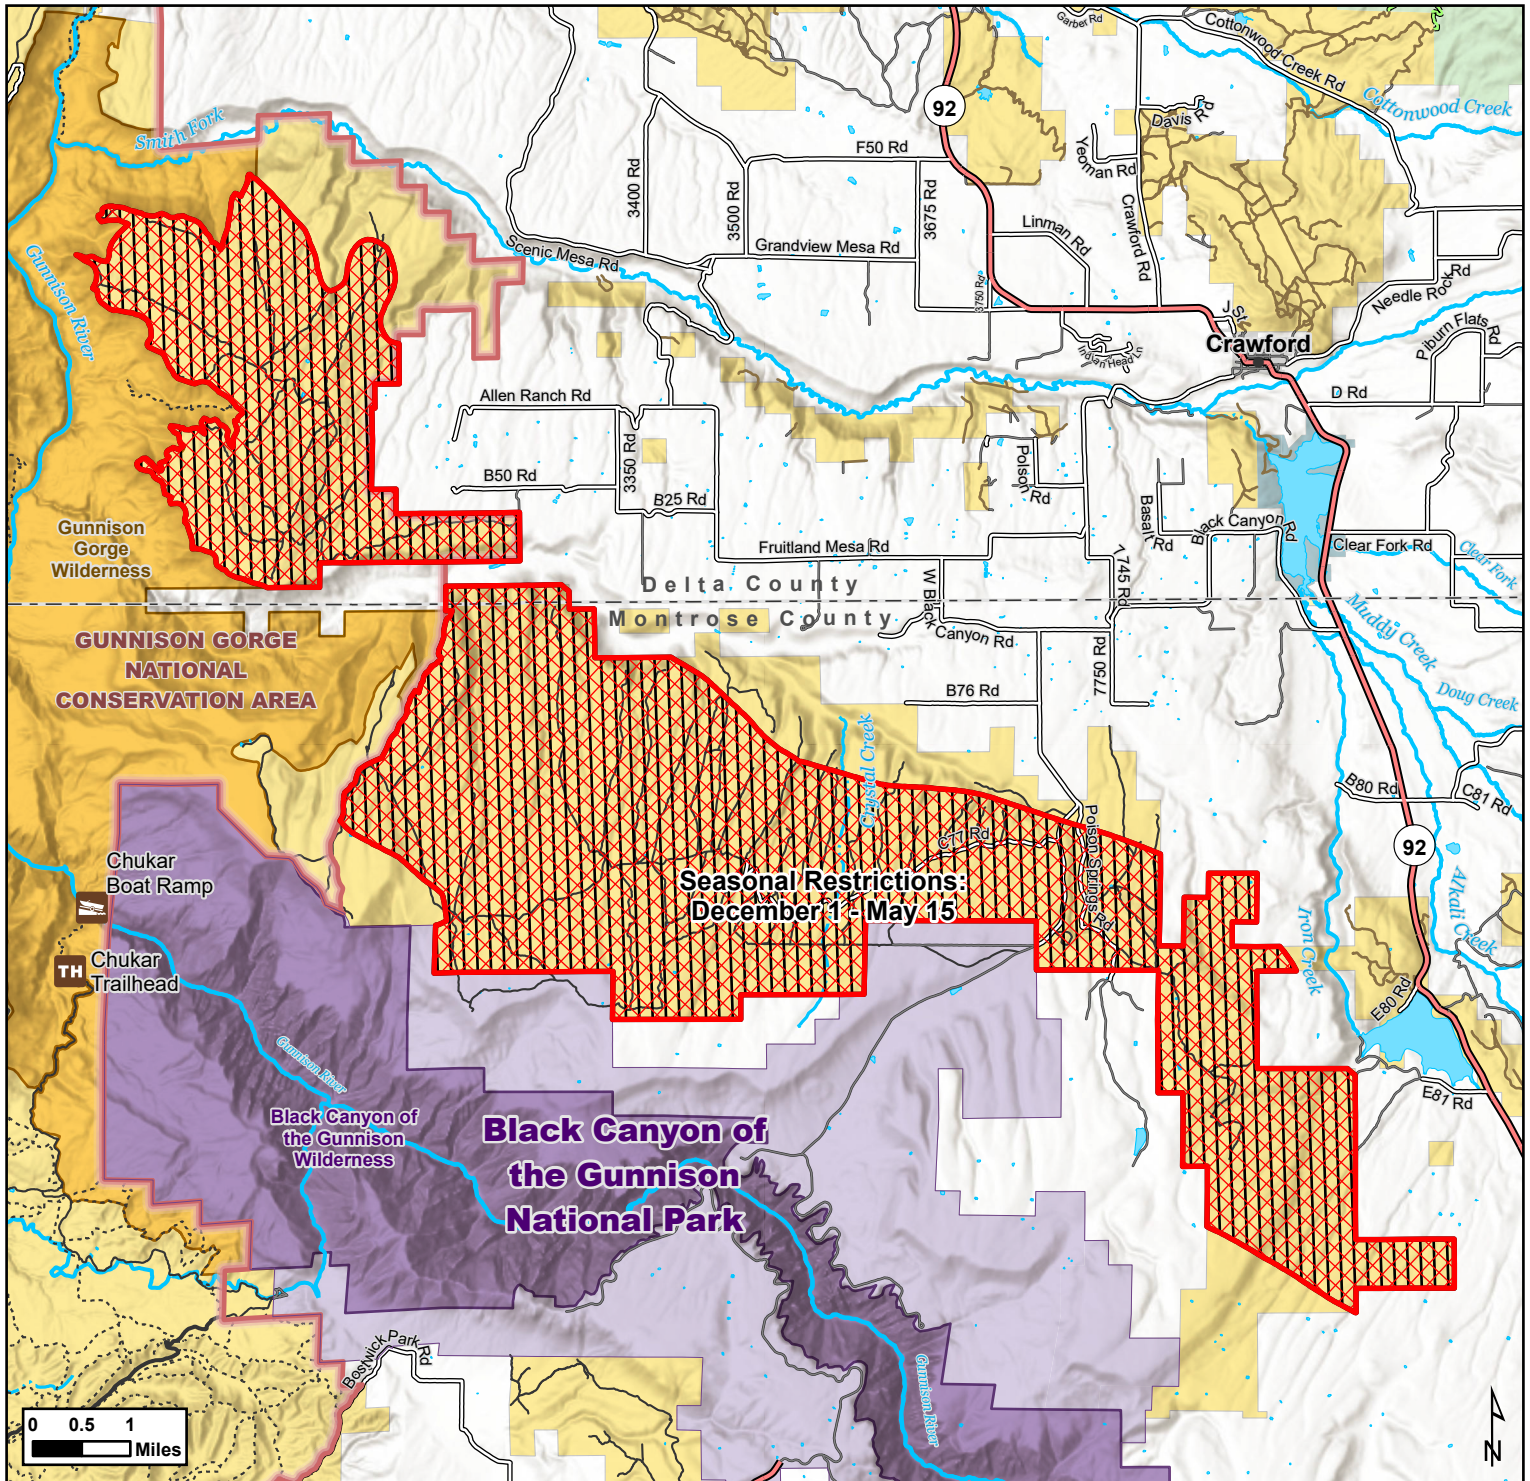 Garber Rd
Cottonwood Creek Rd
Cottonwood Creek
92
Davis Rd
Smith Fork
F50 Rd
Yeoman Rd
3400 Rd
3500 Rd
3675 Rd
Crawford Rd
Linman Rd
Scenic Mesa Rd
Grandview Mesa Rd
Gunnison River
3750 Rd
Needle Rock Rd
J St
Crawford
Indian Head Ln
Piburn Flats Rd
Allen Ranch Rd
D Rd
3350 Rd
B50 Rd
B25 Rd
Polson Rd
Basalt Rd
Black Canyon Rd
Gunnison
Gorge
Wilderness
Fruitland Mesa Rd
Clear Fork Rd
Clear Fork
Delta County
Montrose County
W Black Canyon Rd
7745 Rd
Muddy Creek
GUNNISON GORGE
NATIONAL
CONSERVATION AREA
7750 Rd
B76 Rd
Doug Creek
Crystal Creek
B80 Rd
C81 Rd
C77 Rd
Poison Springs Rd
92
Chukar
Boat Ramp
Seasonal Restrictions:
December 1 - May 15
Alkali Creek
Iron Creek
TH
Chukar
Trailhead
E80 Rd
Gunnison River
E81 Rd
Black Canyon of
the Gunnison
Wilderness
Black Canyon of
the Gunnison
National Park
Bostwick Park Rd
Gunnison River
0 0.5 1
Miles
N